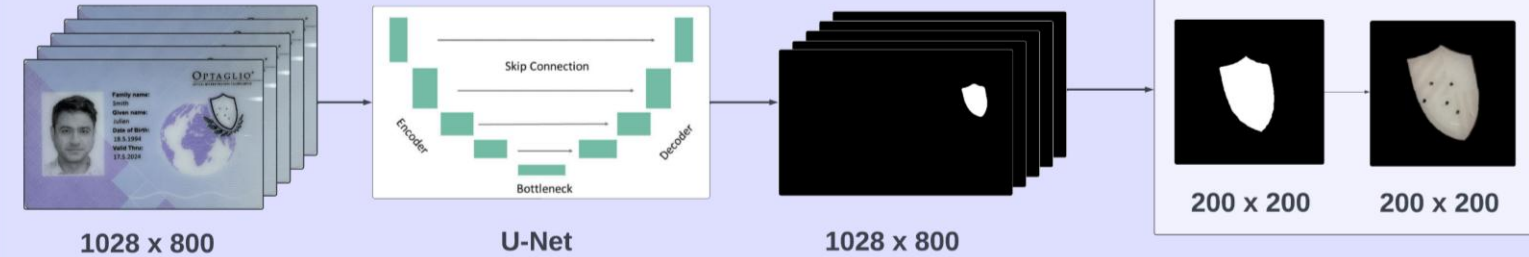 OPTAGLIO
Family name:
Smith
Given name:
Julien
Date of Birth:
18.5.1994
Valid Thru:
17.5.2024
Skip Connection
Encoder
Decoder
Bottleneck
200 x 200
200 x 200
1028 x 800
U-Net
1028 x 800